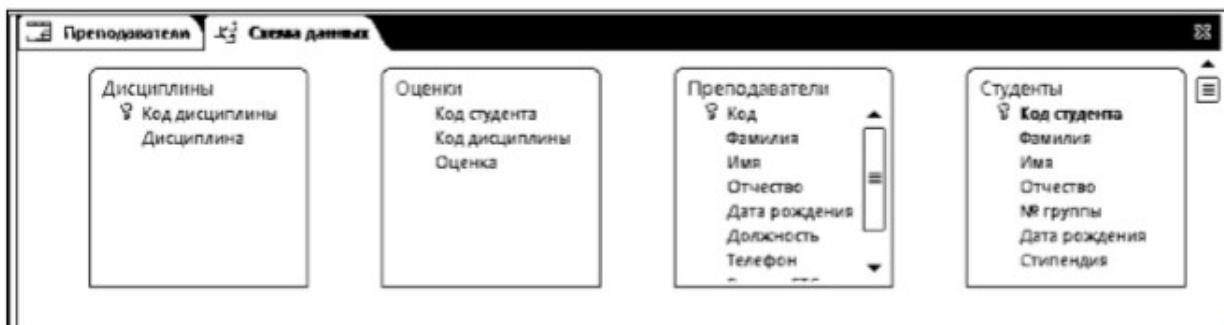 Преподаватели
Схема данных
Дисциплины
Код дисциплины
Дисциплина
Оценки
Код студента
Код дисциплины
Оценка
Преподаватели
Код
Фамилия
Имя
Отчество
Дата рождения
Должность
Телефон
Студенты
Код студента
Фамилия
Имя
Отчество
№ группы
Дата рождения
Стипендия